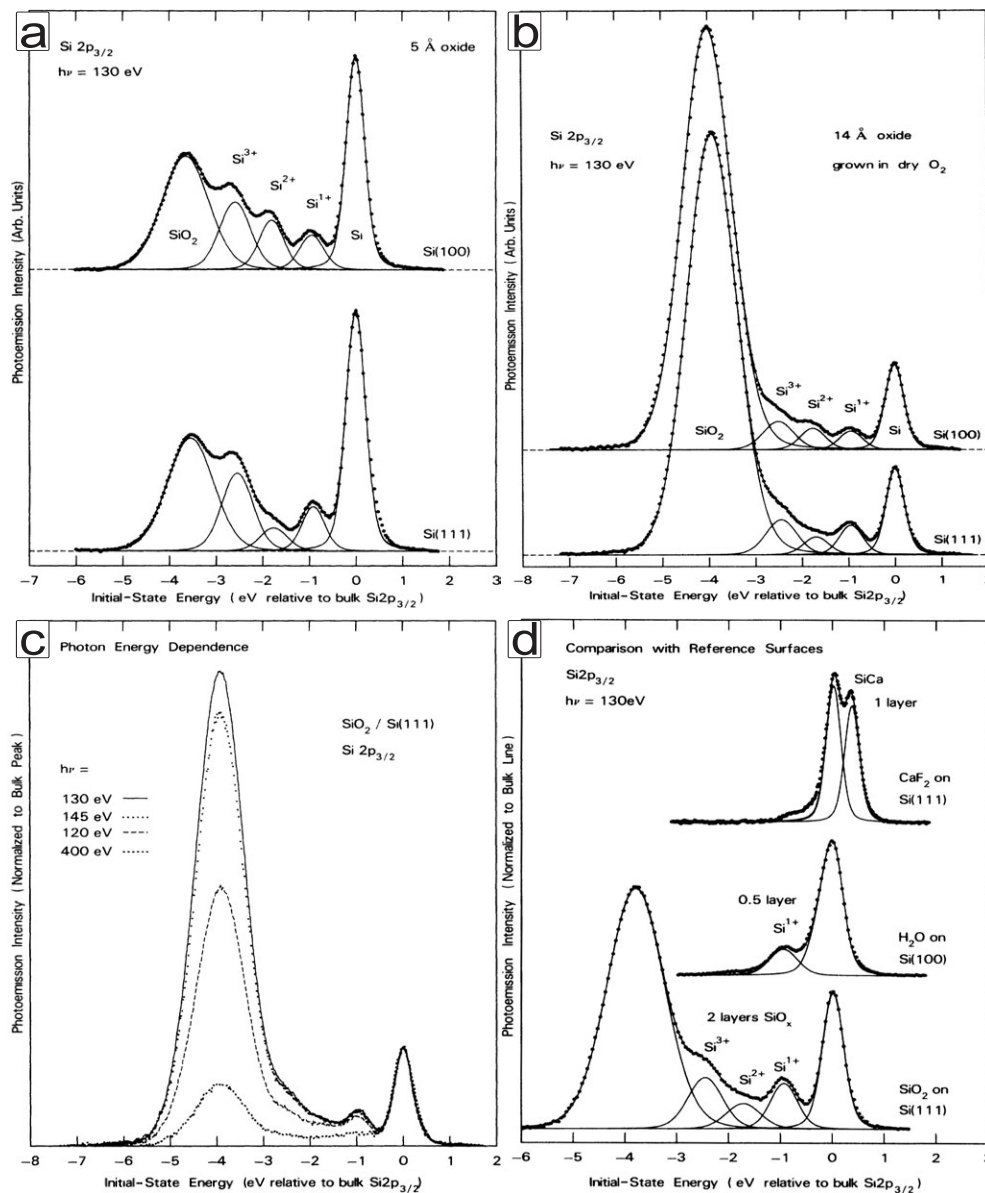 a
Si 2p3/2
hν = 130 eV
5 Å oxide
Si3+
Si2+
Si1+
SiO2
Si
Si(100)
Si(111)
Photoemission Intensity (Arb. Units)
−7 −6 −5 −4 −3 −2 −1 0 1 2 3
Initial-State Energy ( eV relative to bulk Si2p3/2)
b
Si 2p3/2
hν = 130 eV
14 Å oxide
grown in dry O2
Si3+
Si2+
Si1+
SiO2
Si
Si(100)
Si(111)
Photoemission Intensity ( Arb. Units)
−8 −7 −6 −5 −4 −3 −2 −1 0 1 2
Initial-State Energy (eV relative to bulk Si2p3/2)
c
Photon Energy Dependence
SiO2 / Si(111)
Si 2p3/2
hν =
130 eV
145 eV
120 eV
400 eV
Photoemission Intensity ( Normalized to Bulk Peak)
−8 −7 −6 −5 −4 −3 −2 −1 0 1 2
Initial-State Energy (eV relative to bulk Si2p3/2)
d
Comparison with Reference Surfaces
Si2p3/2
hν = 130eV
SiCa
1 layer
CaF2 on
Si(111)
0.5 layer
Si1+
H2O on
Si(100)
2 layers SiOx
Si3+
Si2+
Si1+
SiO2 on
Si(111)
Photoemission Intensity ( Normalized to Bulk Line)
−6 −5 −4 −3 −2 −1 0 1 2
Initial-State Energy ( eV relative to bulk Si2p3/2)